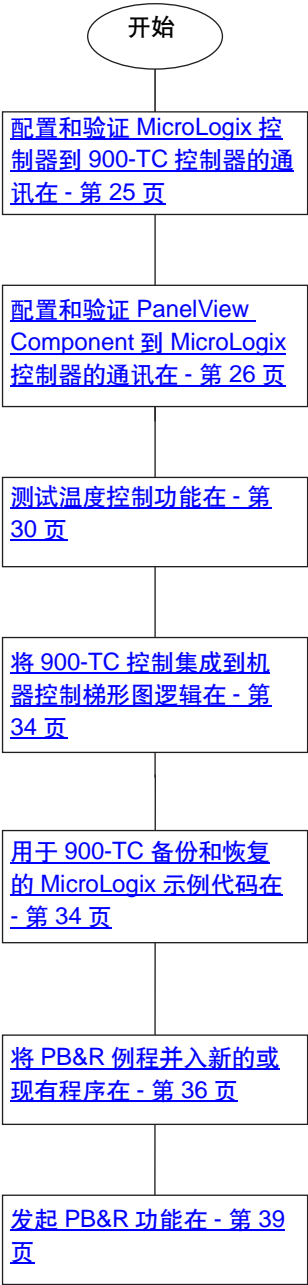 开始
配置和验证 MicroLogix 控
制器到 900-TC 控制器的通
讯在 - 第 25 页
配置和验证 PanelView
Component 到 MicroLogix
控制器的通讯在 - 第 26 页
测试温度控制功能在 - 第
30 页
将 900-TC 控制集成到机
器控制梯形图逻辑在 - 第
34 页
用于 900-TC 备份和恢复
的 MicroLogix 示例代码在
- 第 34 页
将 PB&R 例程并入新的或
现有程序在 - 第 36 页
发起 PB&R 功能在 - 第 39
页